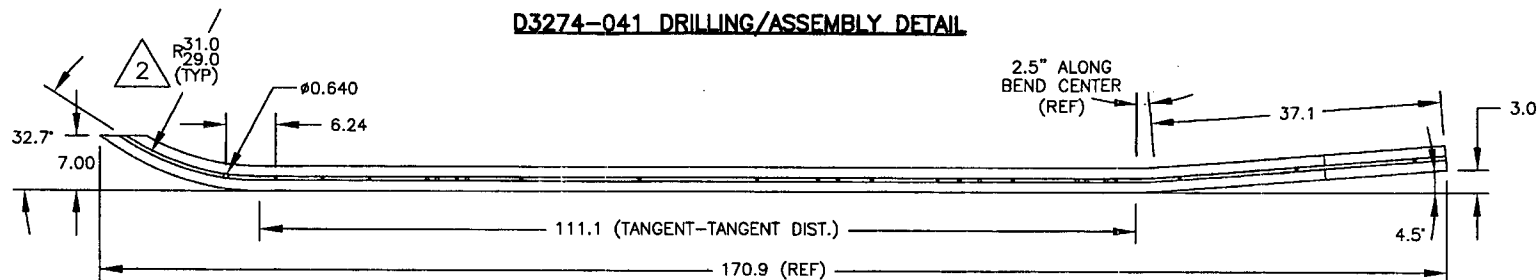 D3274-041 DRILLING/ASSEMBLY DETAIL
2
R31.0
29.0
(TYP)
ø0.640
6.24
2.5" ALONG
BEND CENTER
(REF)
37.1
3.0
32.7°
7.00
111.1 (TANGENT-TANGENT DIST.)
4.5°
170.9 (REF)